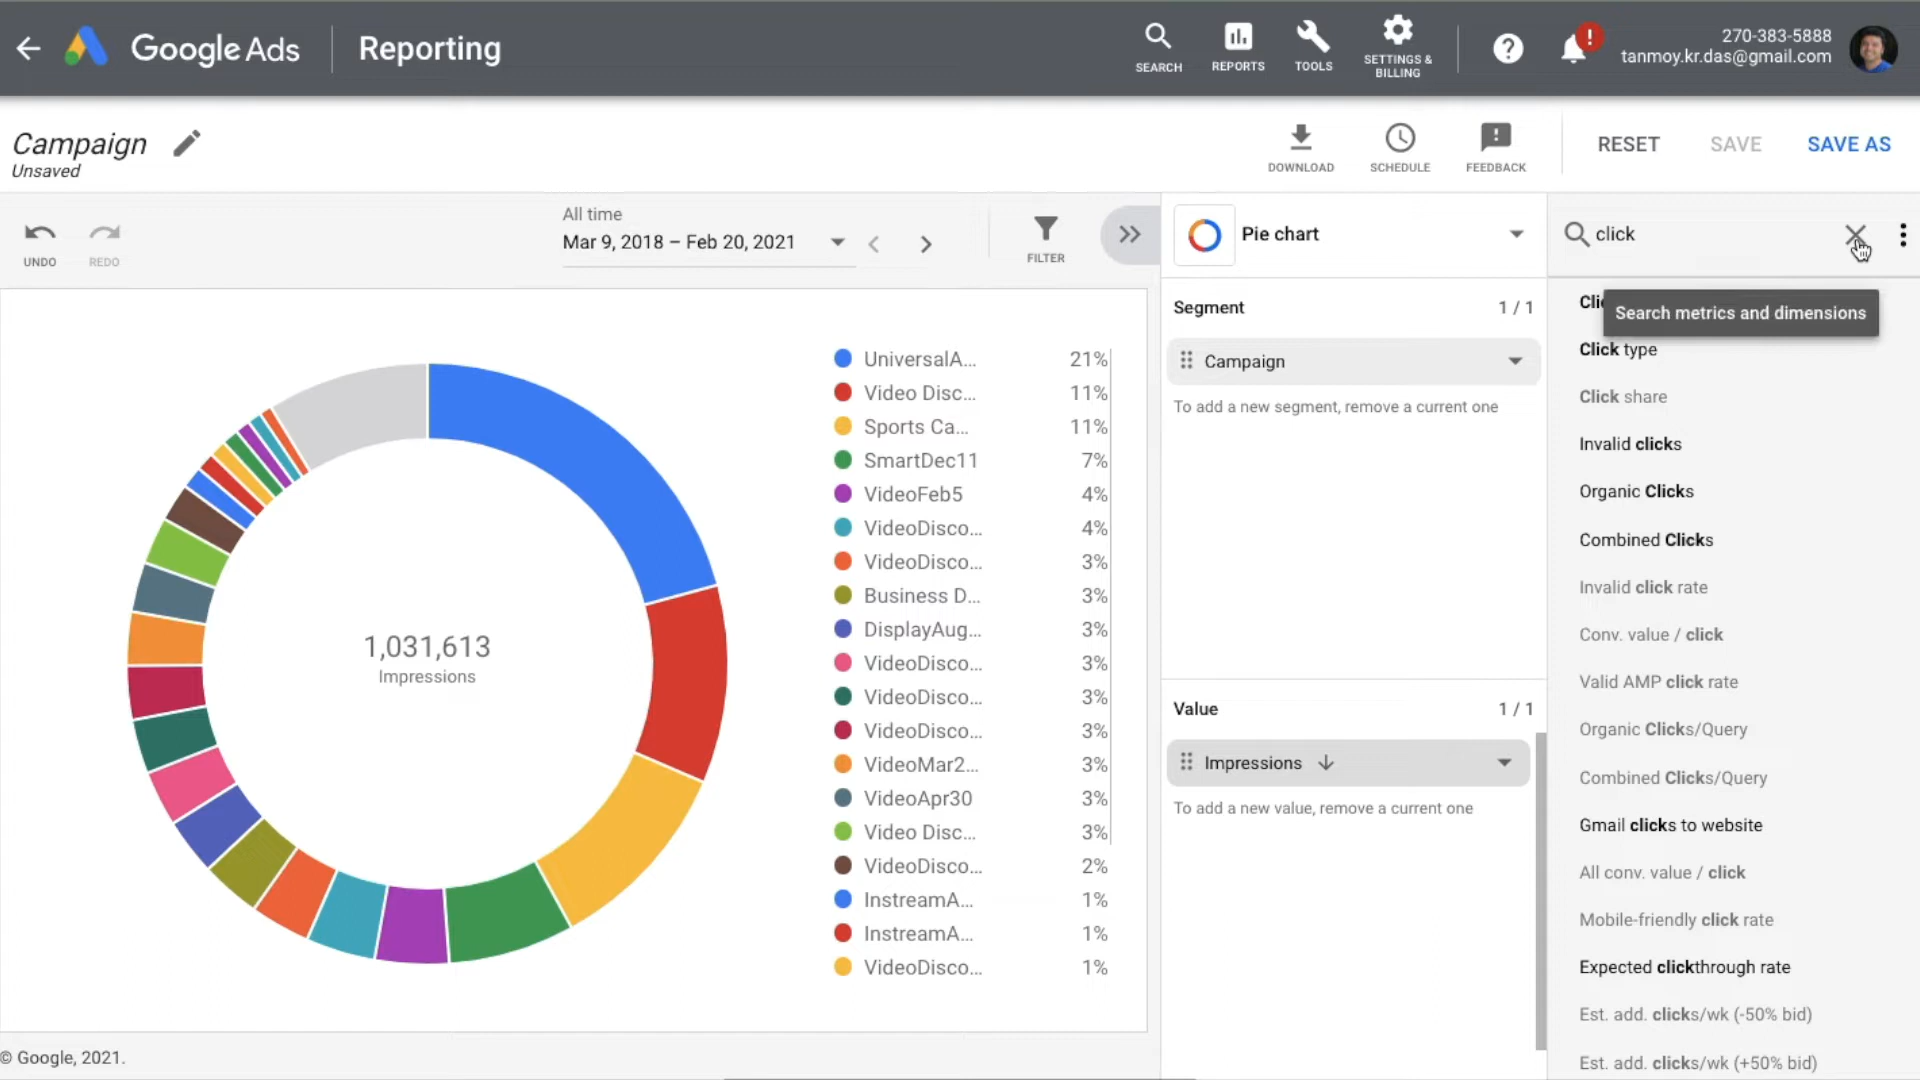 Google Ads
Reporting
SEARCH
REPORTS
TOOLS
SETTINGS &
BILLING
270-383-5888
tanmoy.kr.das@gmail.com
Campaign
Unsaved
DOWNLOAD
SCHEDULE
FEEDBACK
RESET
SAVE
SAVE AS
UNDO
REDO
All time
Mar 9, 2018 – Feb 20, 2021
FILTER
1,031,613
Impressions
UniversalA... 21%
Video Disc... 11%
Sports Ca... 11%
SmartDec11 7%
VideoFeb5 4%
VideoDisco... 4%
VideoDisco... 3%
Business D... 3%
DisplayAug... 3%
VideoDisco... 3%
VideoDisco... 3%
VideoDisco... 3%
VideoMar2... 3%
VideoApr30 3%
Video Disc... 3%
VideoDisco... 2%
InstreamA... 1%
InstreamA... 1%
VideoDisco... 1%
© Google, 2021.
Pie chart
Segment 1 / 1
Campaign
To add a new segment, remove a current one
Value 1 / 1
Impressions
To add a new value, remove a current one
click
Search metrics and dimensions
Click type
Click share
Invalid clicks
Organic Clicks
Combined Clicks
Invalid click rate
Conv. value / click
Valid AMP click rate
Organic Clicks/Query
Combined Clicks/Query
Gmail clicks to website
All conv. value / click
Mobile-friendly click rate
Expected clickthrough rate
Est. add. clicks/wk (-50% bid)
Est. add. clicks/wk (+50% bid)